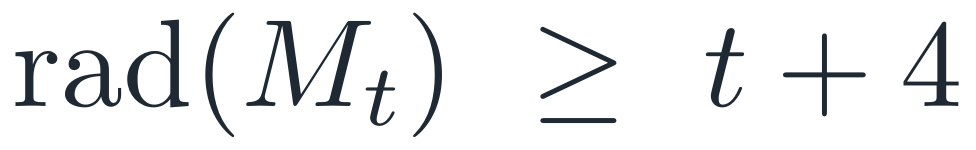 rad(M_t) ≥ t + 4